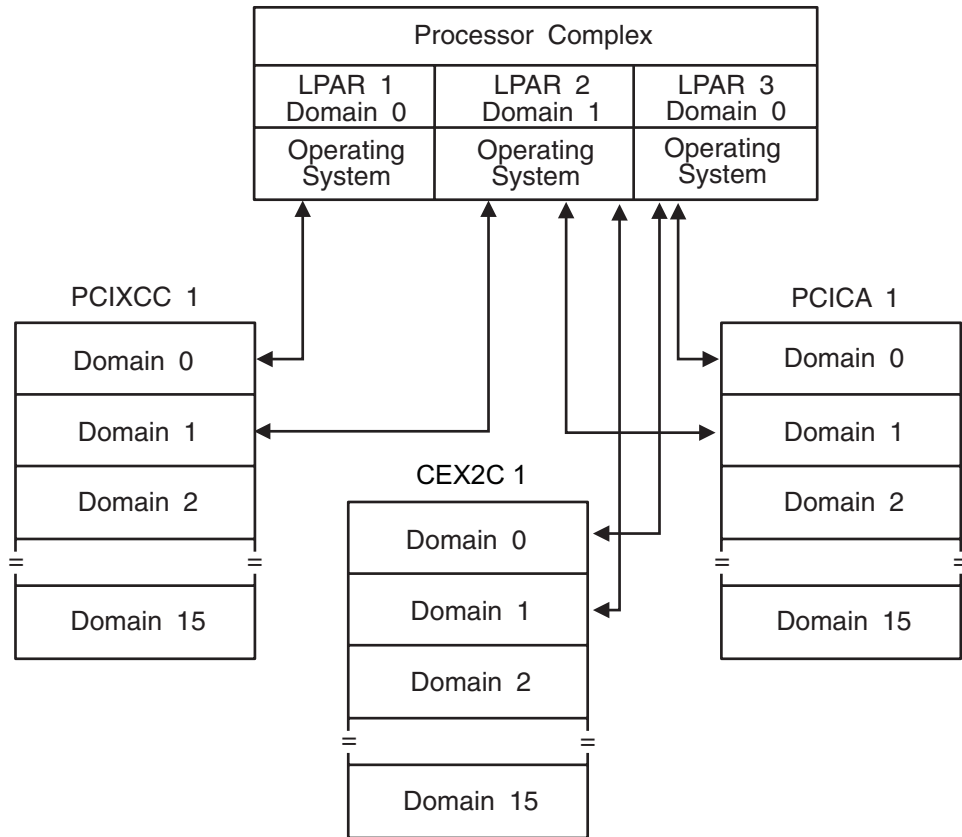 Processor Complex
LPAR 1
Domain 0
LPAR 2
Domain 1
LPAR 3
Domain 0
Operating
System
Operating
System
Operating
System
PCIXCC 1
Domain 0
Domain 1
Domain 2
=
=
Domain 15
CEX2C 1
Domain 0
Domain 1
Domain 2
=
=
Domain 15
PCICA 1
Domain 0
Domain 1
Domain 2
=
=
Domain 15